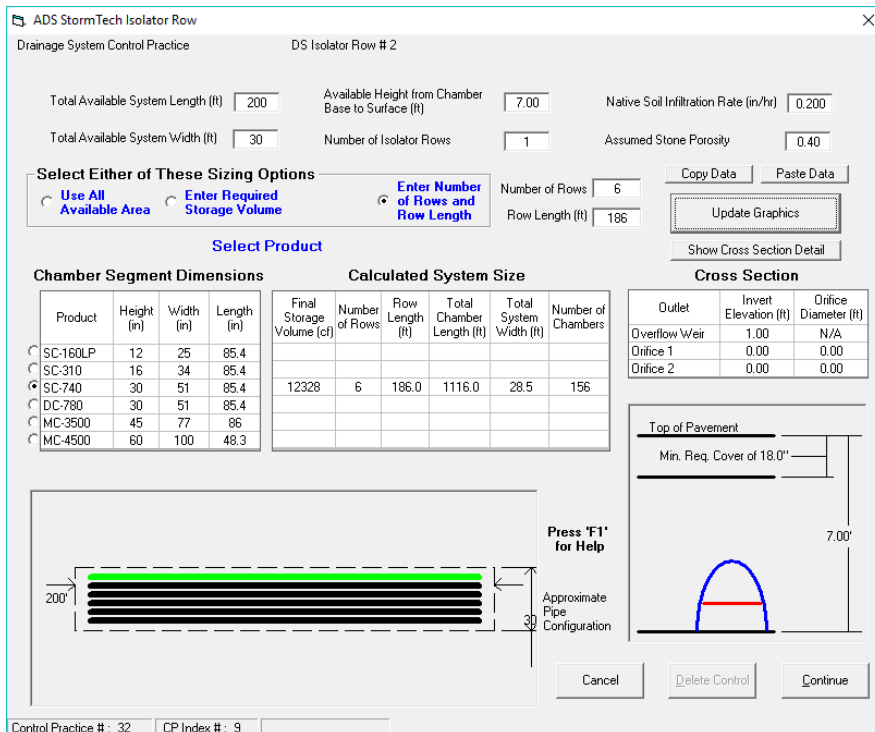 ADS StormTech Isolator Row
Drainage System Control Practice DS Isolator Row # 2
Total Available System Length (ft) 200
Available Height from Chamber Base to Surface (ft) 7.00
Native Soil Infiltration Rate (in/hr) 0.200
Total Available System Width (ft) 30
Number of Isolator Rows 1
Assumed Stone Porosity 0.40
Select Either of These Sizing Options
Use All Available Area
Enter Required Storage Volume
Enter Number of Rows and Row Length
Number of Rows 6
Row Length (ft) 186
Copy Data Paste Data
Update Graphics
Show Cross Section Detail
Select Product
Chamber Segment Dimensions
Product Height (in) Width (in) Length (in)
SC-160LP 12 25 85.4
SC-310 16 34 85.4
SC-740 30 51 85.4
DC-780 30 51 85.4
MC-3500 45 77 86
MC-4500 60 100 48.3
Calculated System Size
Final Storage Volume (cf) Number of Rows Row Length (ft) Total Chamber Length (ft) Total System Width (ft) Number of Chambers
12328 6 186.0 1116.0 28.5 156
Cross Section
Outlet Invert Elevation (ft) Orifice Diameter (ft)
Overflow Weir 1.00 N/A
Orifice 1 0.00 0.00
Orifice 2 0.00 0.00
Top of Pavement
Min. Req. Cover of 18.0"
7.00'
200'
30
Press 'F1' for Help
Approximate Pipe Configuration
Cancel Delete Control Continue
Control Practice # : 32 CP Index # : 9